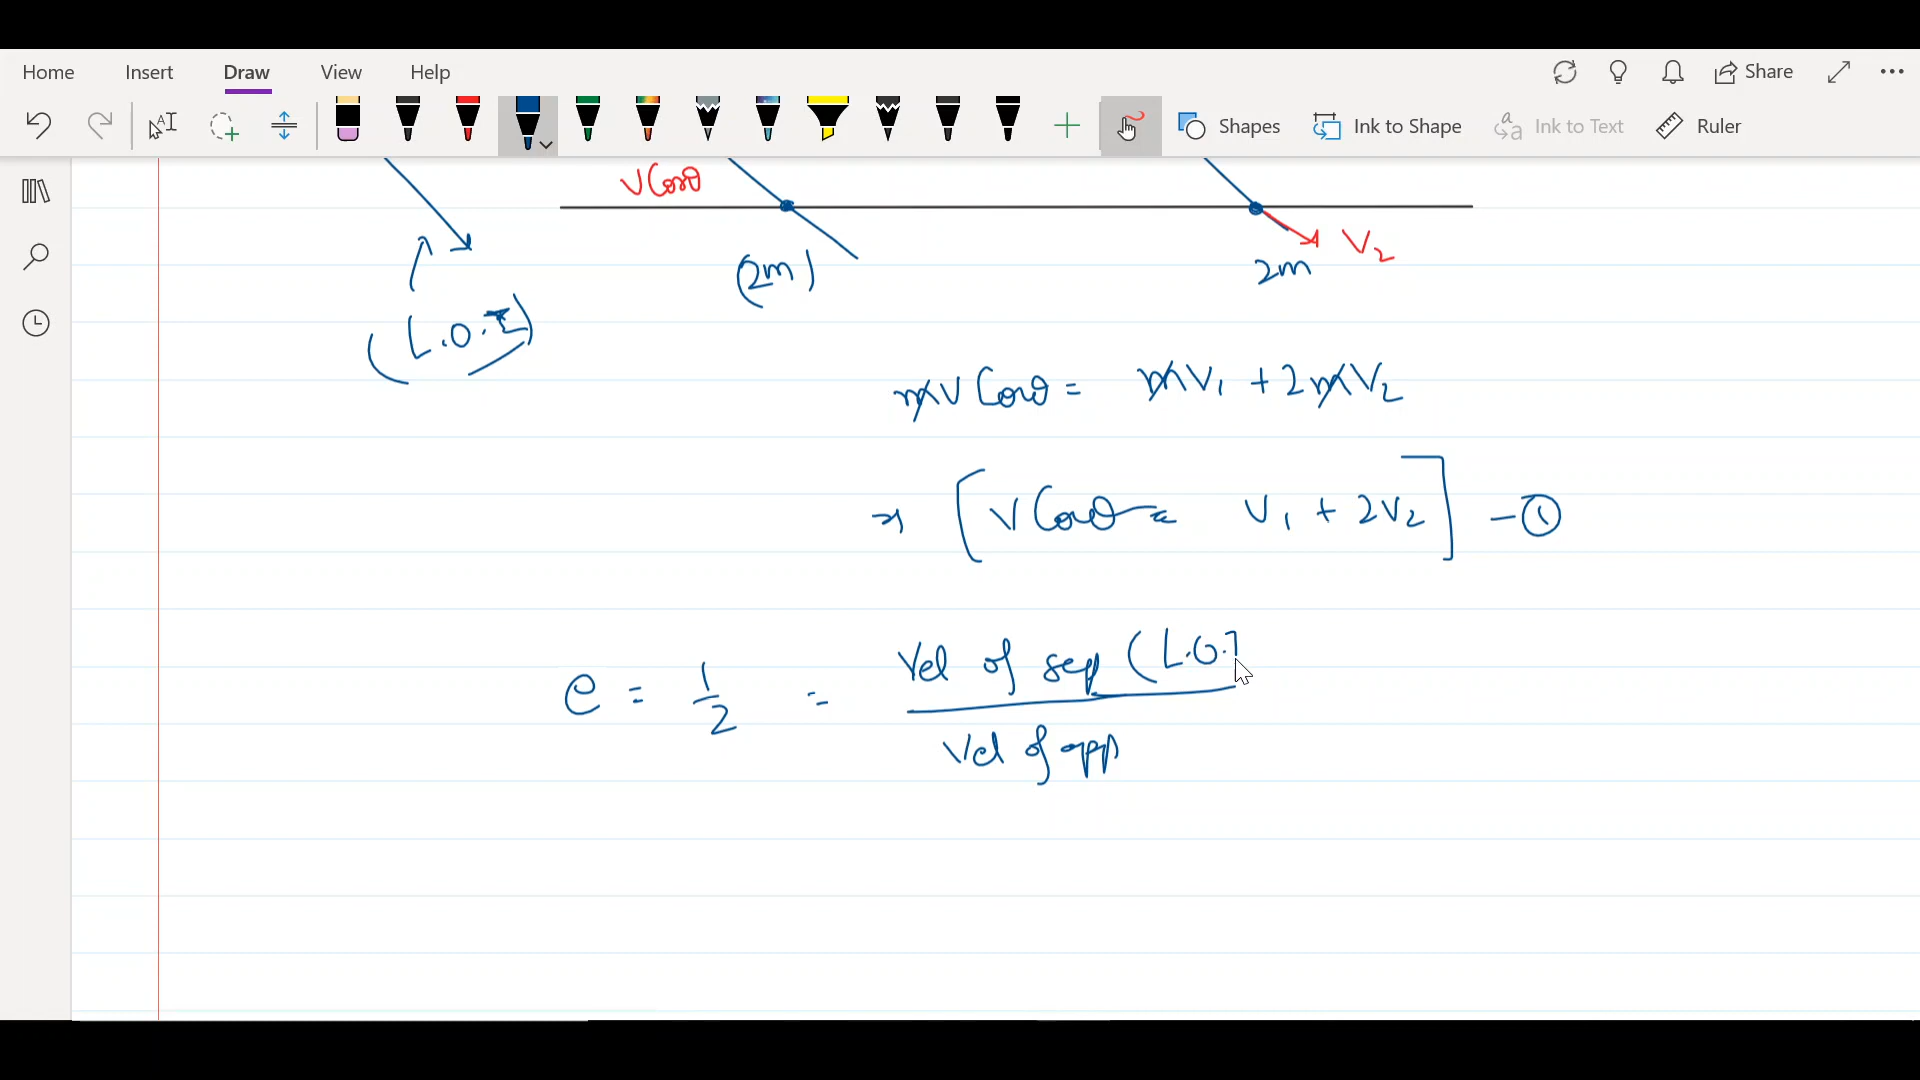 Home Insert Draw View Help Share
Shapes Ink to Shape Ink to Text Ruler
V Cosθ
V2
(2m) 2m
(L.O.I)
mV Cosθ = mV1 + 2mV2
⇒ [V Cosθ = V1 + 2V2] - ①
e = 1/2 = Vel of sep (L.O.I
Vel of app